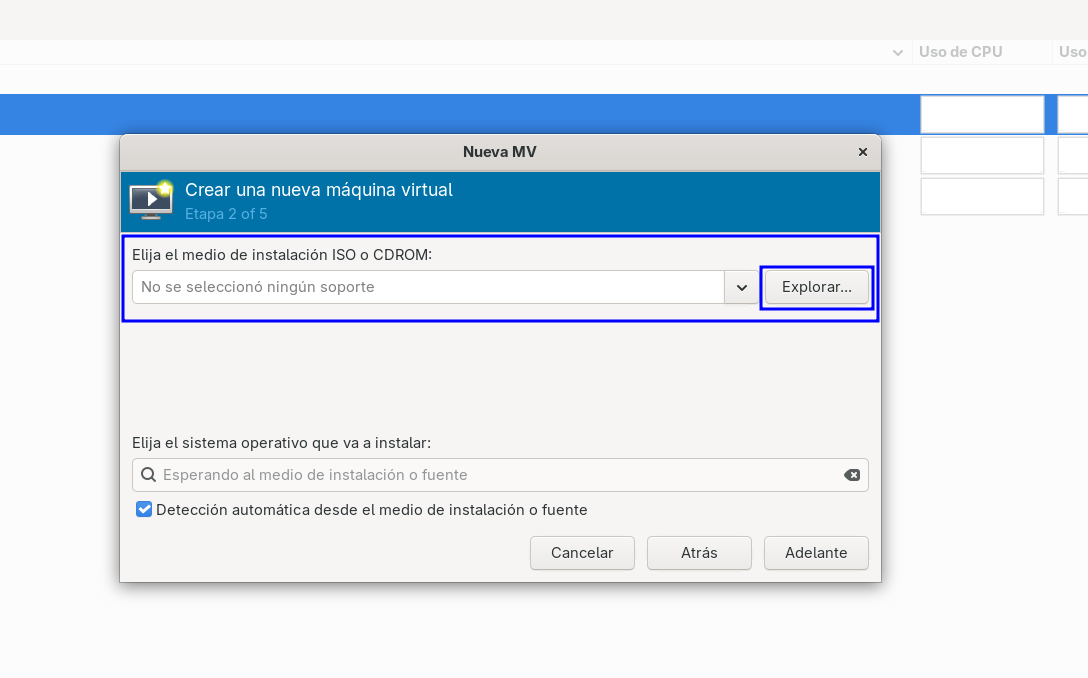 Uso de CPU
Uso
Nueva MV
Crear una nueva máquina virtual
Etapa 2 of 5
Elija el medio de instalación ISO o CDROM:
No se seleccionó ningún soporte
Explorar...
Elija el sistema operativo que va a instalar:
Esperando al medio de instalación o fuente
Detección automática desde el medio de instalación o fuente
Cancelar
Atrás
Adelante